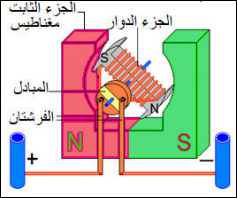 الجزء الثابت
مغناطيس
الجزء الدوار
S
المبادل
الفرشتان
N
N
S
+
–